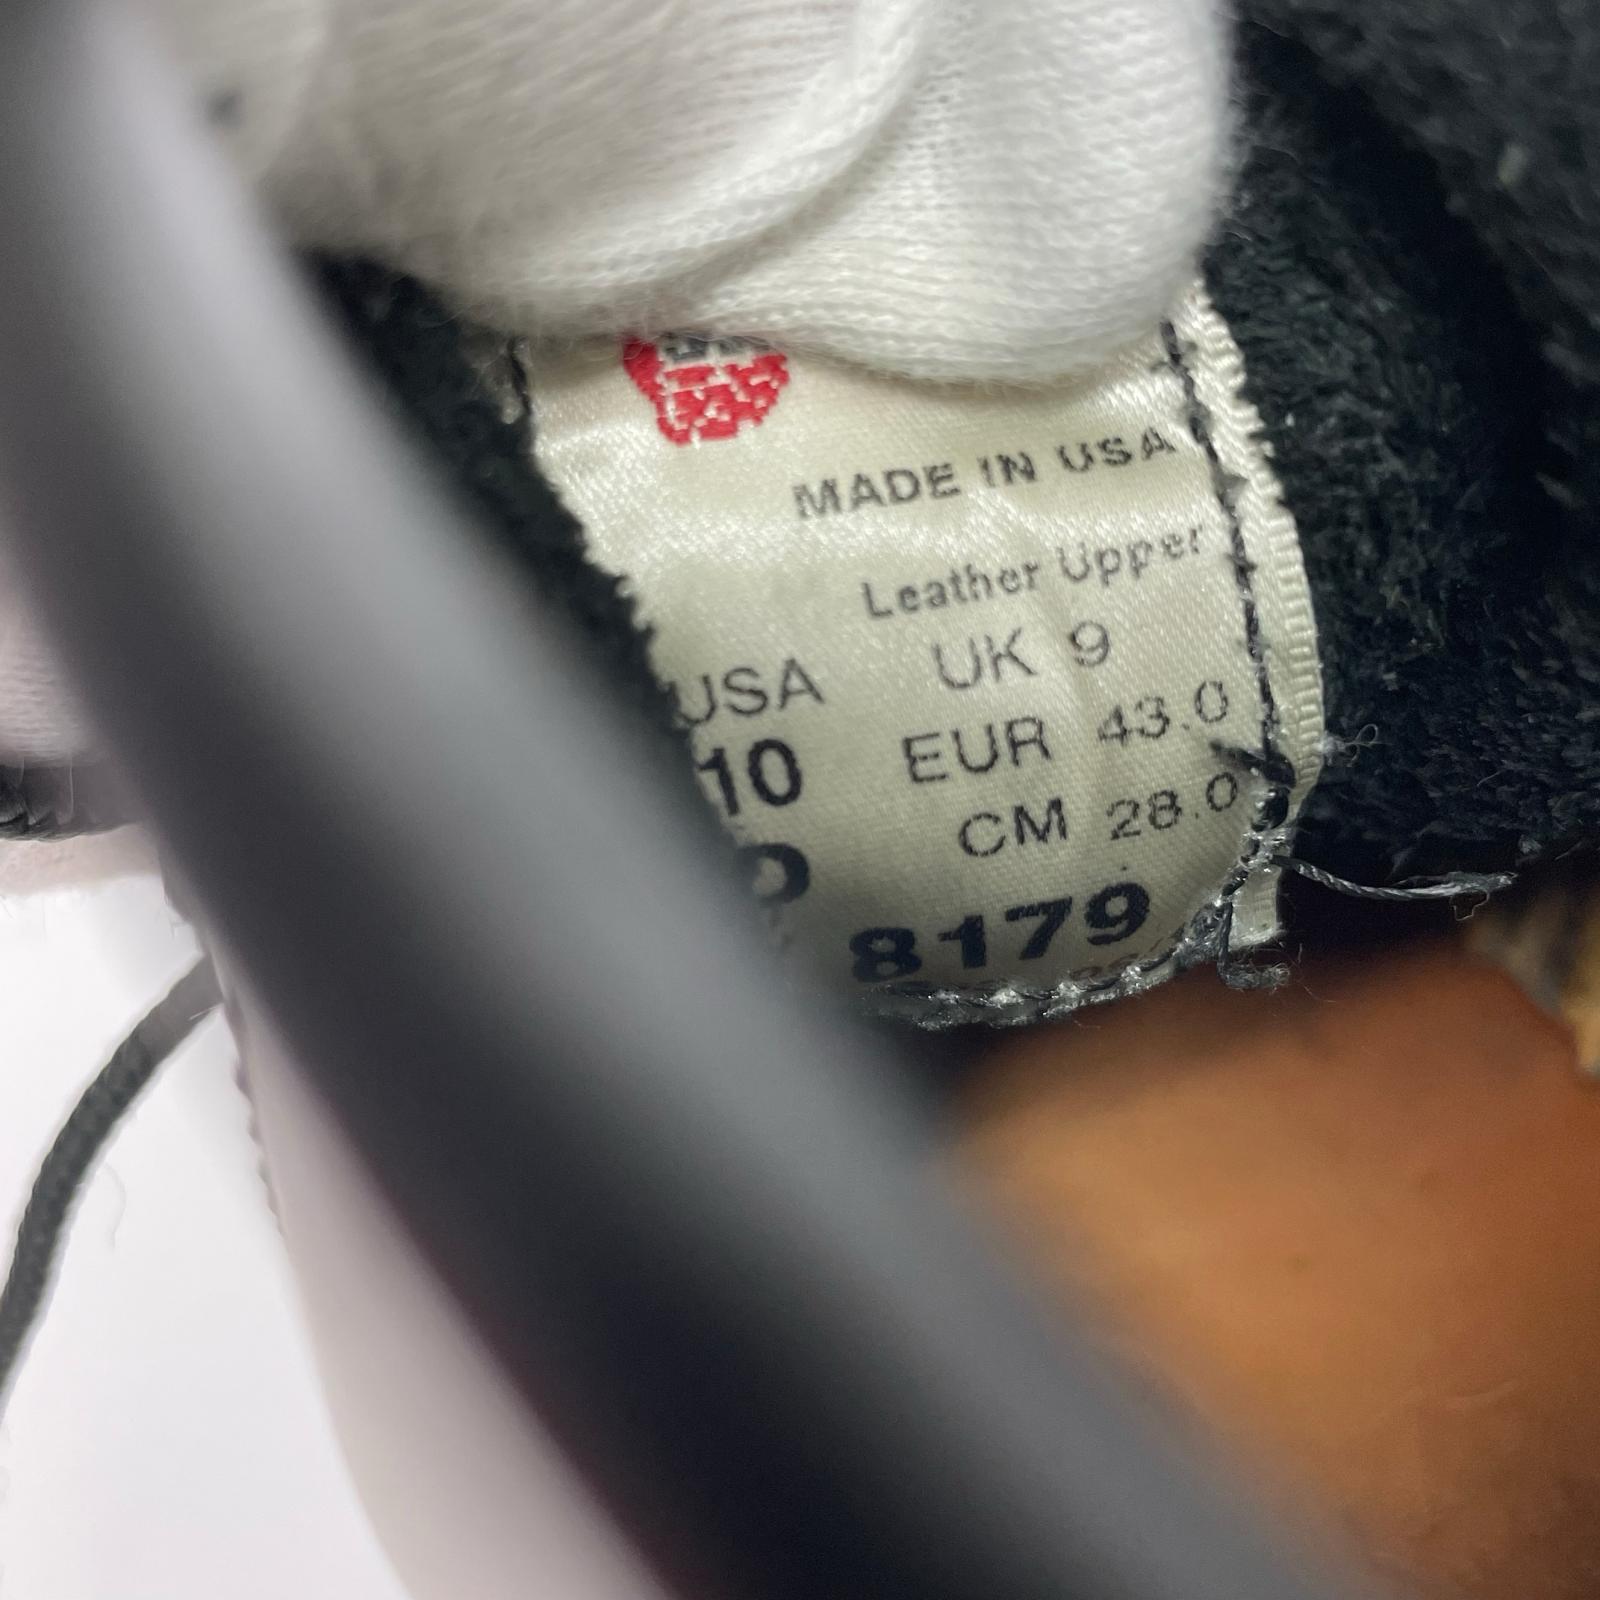 MADE IN USA
Leather Upper
USA UK 9
10 EUR 43.0
D CM 28.0
8179